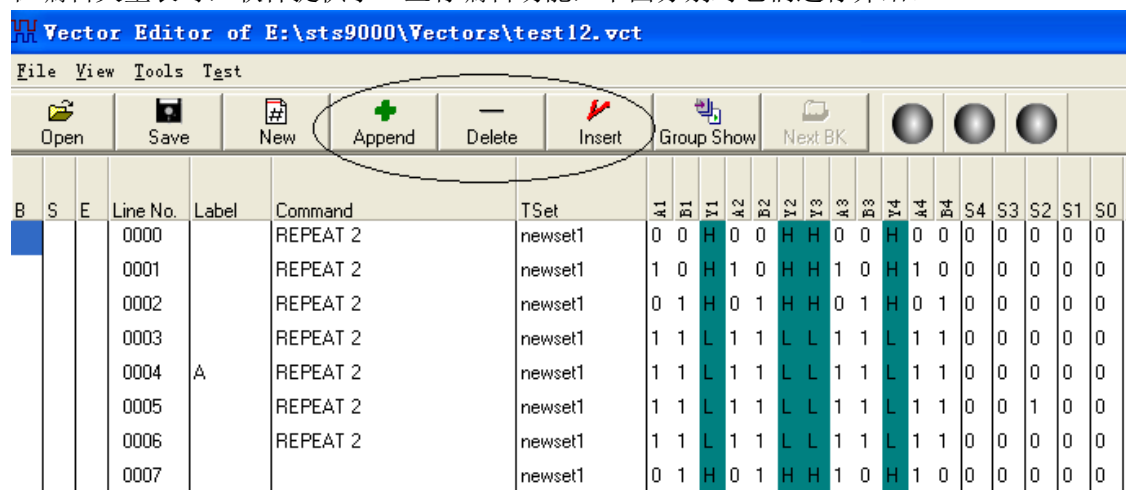 Vector Editor of E:\sts9000\Vectors\test12.vct
File View Tools Test
Open Save New Append Delete Insert Group Show Next BK
B S E Line No. Label Command TSet A1 B1 Y1 A2 B2 Y2 Y3 A3 B3 Y4 A4 B4 S4 S3 S2 S1 S0
0000 REPEAT 2 newset1 0 0 H 0 0 H H 0 0 H 0 0 0 0 0 0 0
0001 REPEAT 2 newset1 1 0 H 1 0 H H 1 0 H 1 0 0 0 0 0 0
0002 REPEAT 2 newset1 0 1 H 0 1 H H 0 1 H 0 1 0 0 0 0 0
0003 REPEAT 2 newset1 1 1 L 1 1 L L 1 1 L 1 1 0 0 0 0 0
0004 A REPEAT 2 newset1 1 1 L 1 1 L L 1 1 L 1 1 0 0 0 0 0
0005 REPEAT 2 newset1 1 1 L 1 1 L L 1 1 L 1 1 0 0 1 0 0
0006 REPEAT 2 newset1 1 1 L 1 1 L L 1 1 L 1 1 0 0 0 0 0
0007 newset1 0 1 H 0 1 H H 1 0 H 1 0 0 0 0 0 0